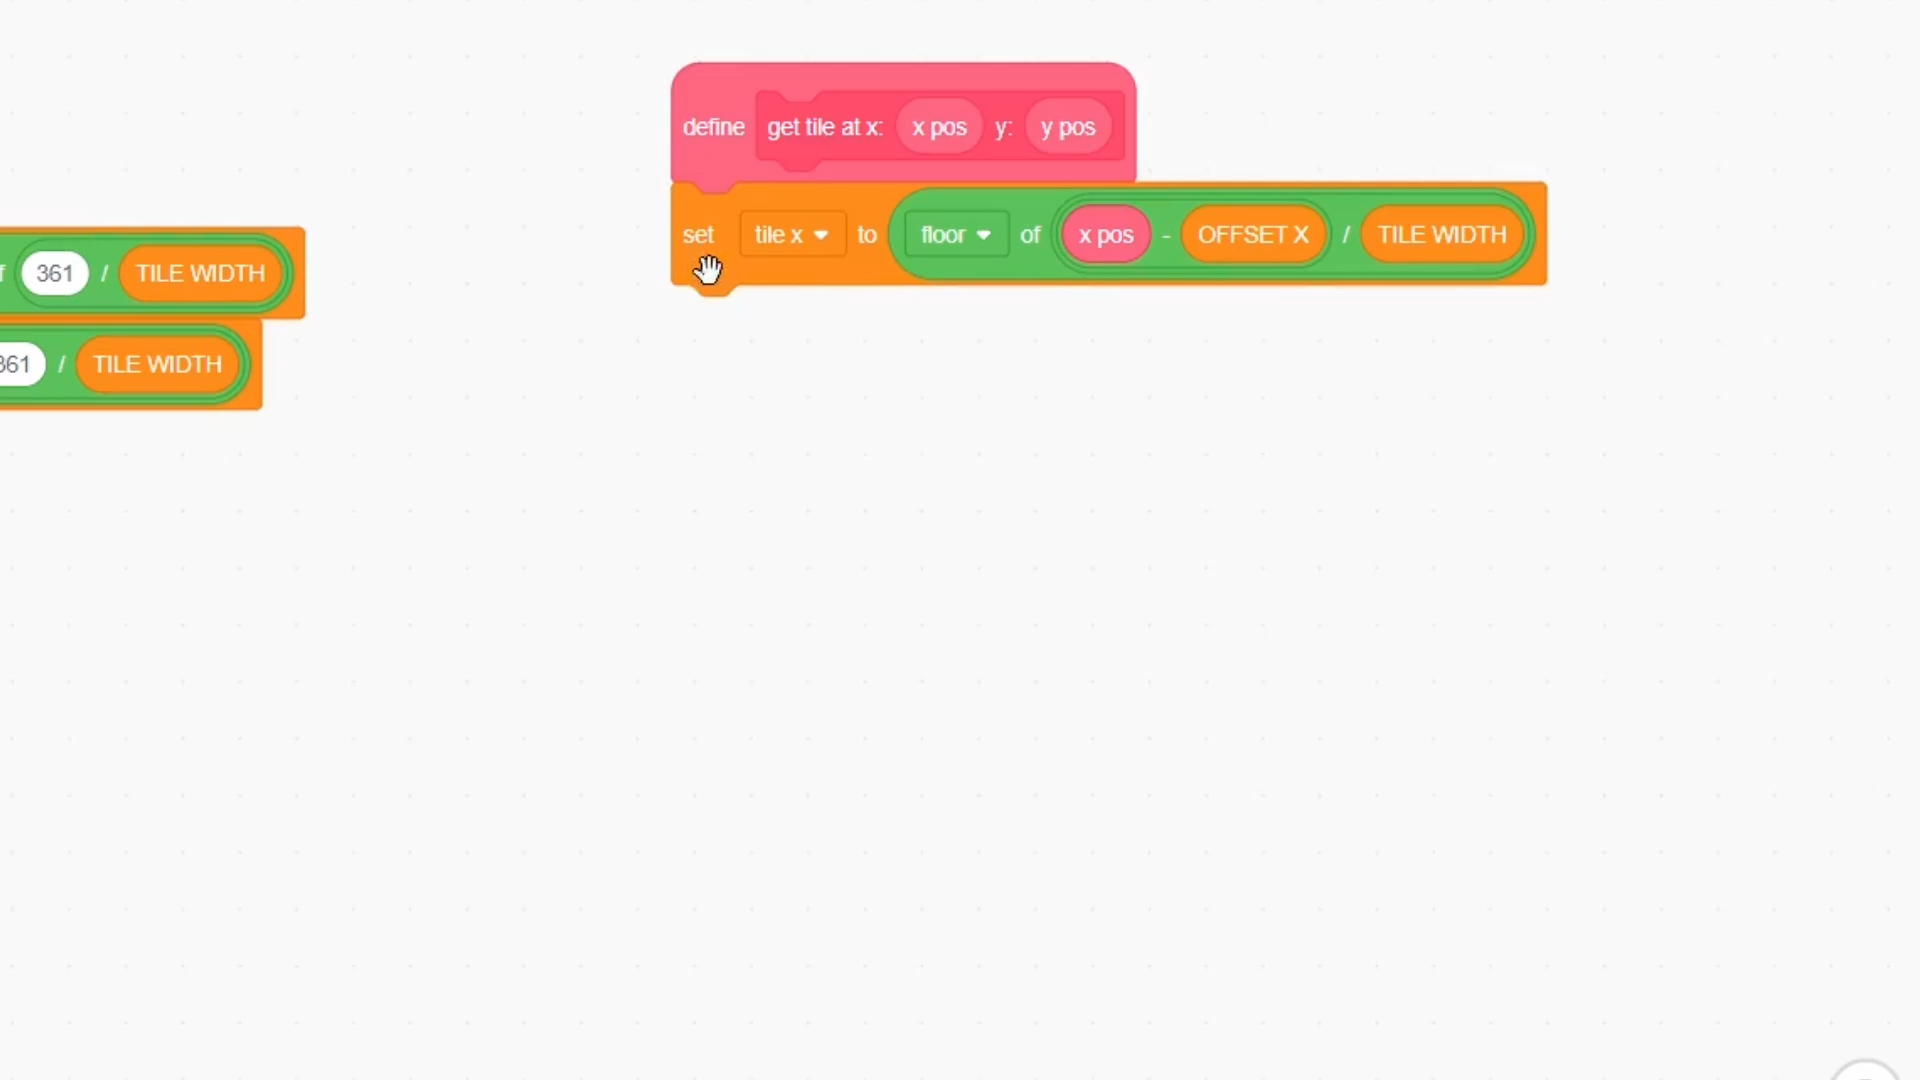 define get tile at x: x pos y: y pos
set tile x to floor of x pos - OFFSET X / TILE WIDTH
361 / TILE WIDTH
361 / TILE WIDTH